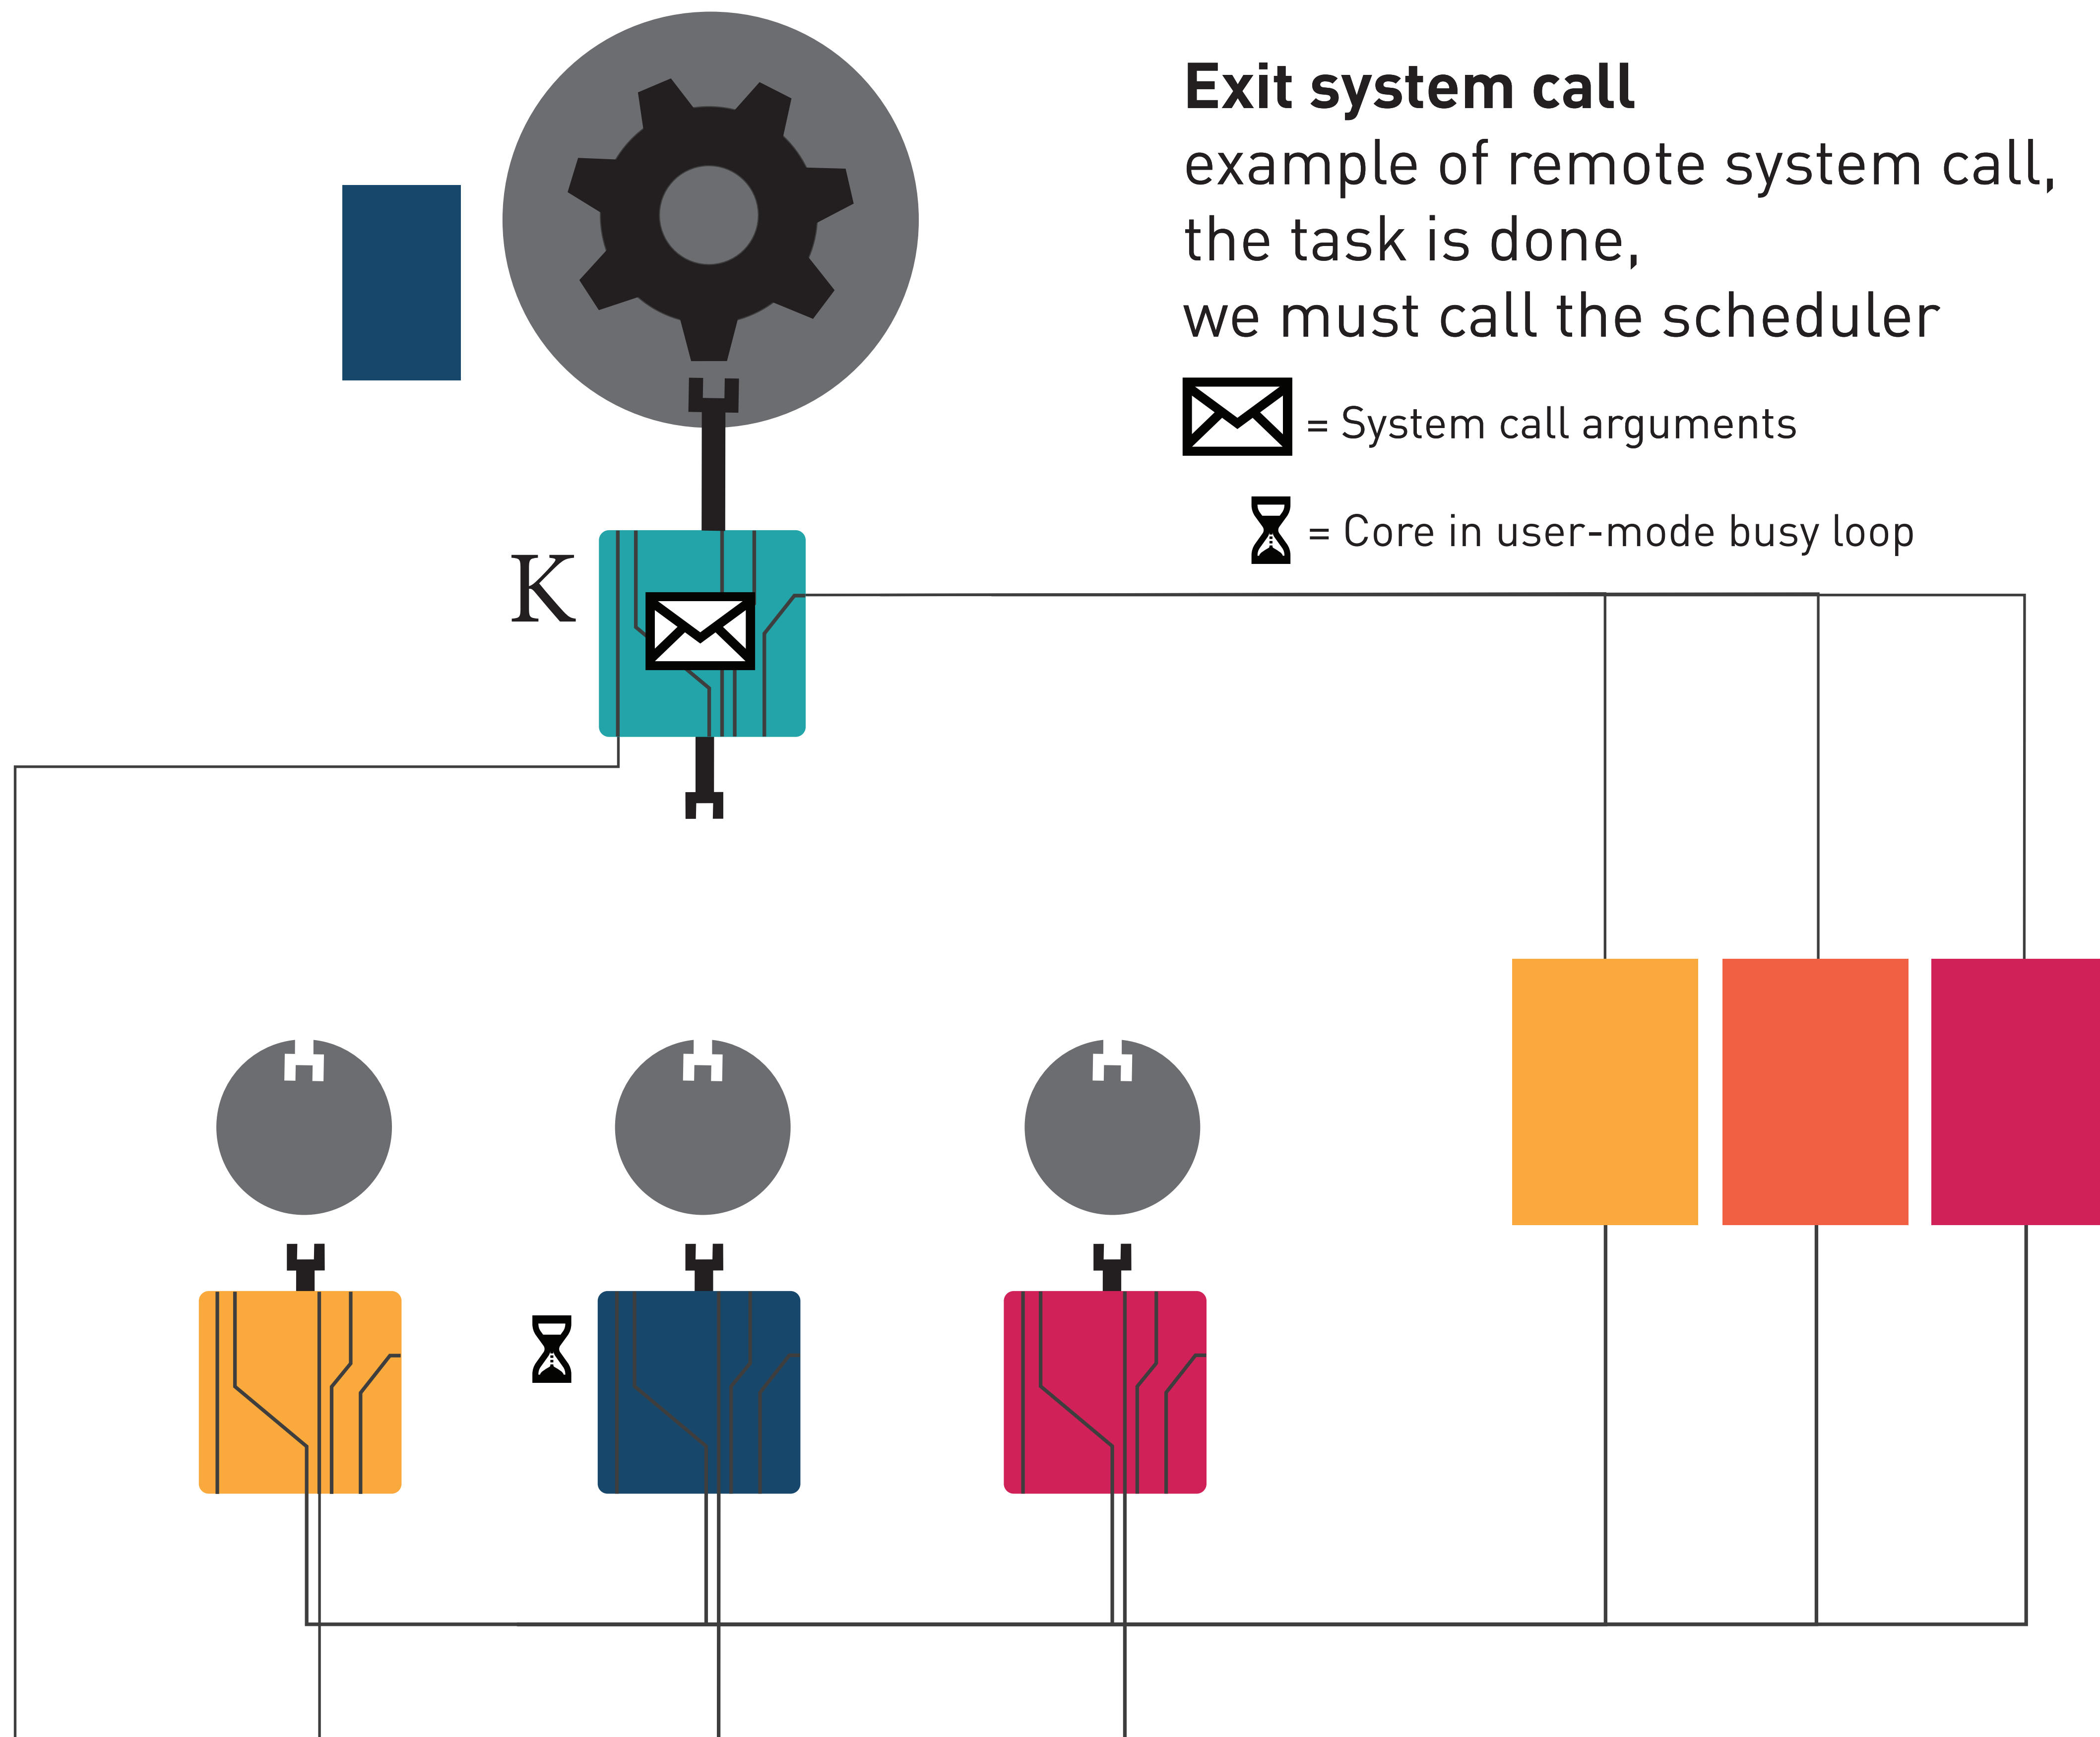 Exit system call
example of remote system call,
the task is done,
we must call the scheduler
= System call arguments
= Core in user-mode busy loop
K